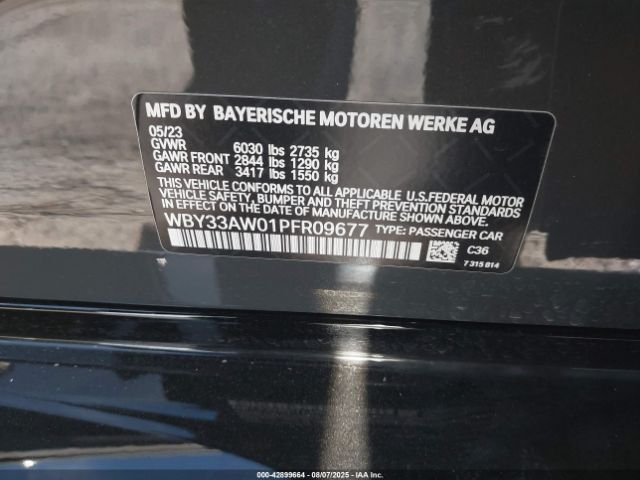 MFD BY BAYERISCHE MOTOREN WERKE AG
05/23
GVWR 6030 lbs 2735 kg
GAWR FRONT 2844 lbs 1290 kg
GAWR REAR 3417 lbs 1550 kg
THIS VEHICLE CONFORMS TO ALL APPLICABLE U.S.FEDERAL MOTOR
VEHICLE SAFETY, BUMPER AND THEFT PREVENTION STANDARDS
IN EFFECT ON THE DATE OF MANUFACTURE SHOWN ABOVE.
WBY33AW01PFR09677 TYPE: PASSENGER CAR
C36
7 315 814
000-42899664 - 08/07/2025 - IAAI.COM